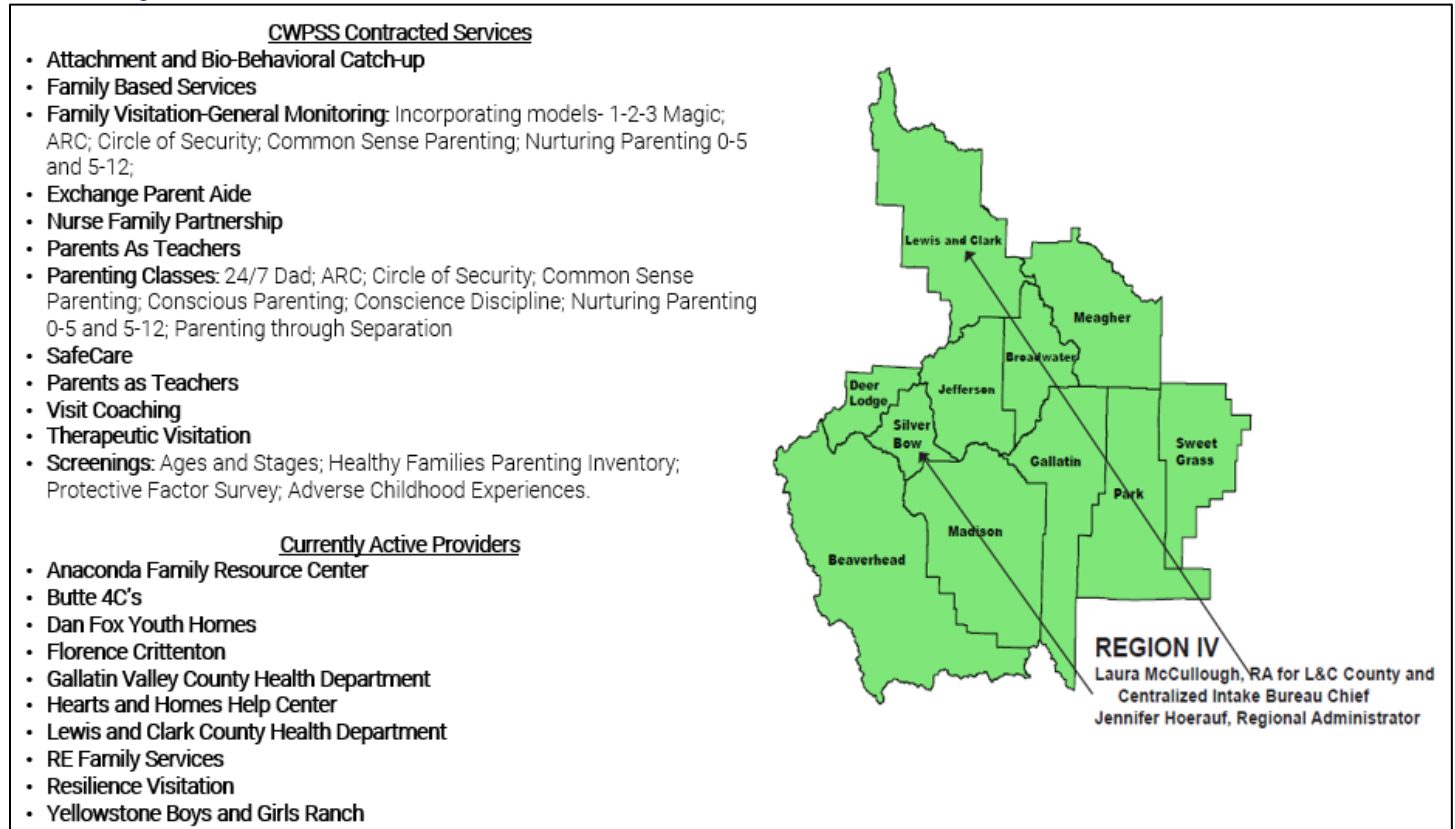 CWPSS Contracted Services
• Attachment and Bio-Behavioral Catch-up
• Family Based Services
• Family Visitation-General Monitoring: Incorporating models- 1-2-3 Magic;
ARC; Circle of Security; Common Sense Parenting; Nurturing Parenting 0-5
and 5-12;
• Exchange Parent Aide
• Nurse Family Partnership
• Parents As Teachers
• Parenting Classes: 24/7 Dad; ARC; Circle of Security; Common Sense
Parenting; Conscious Parenting; Conscience Discipline; Nurturing Parenting
0-5 and 5-12; Parenting through Separation
• SafeCare
• Parents as Teachers
• Visit Coaching
• Therapeutic Visitation
• Screenings: Ages and Stages; Healthy Families Parenting Inventory;
Protective Factor Survey; Adverse Childhood Experiences.
Currently Active Providers
• Anaconda Family Resource Center
• Butte 4C's
• Dan Fox Youth Homes
• Florence Crittenton
• Gallatin Valley County Health Department
• Hearts and Homes Help Center
• Lewis and Clark County Health Department
• RE Family Services
• Resilience Visitation
• Yellowstone Boys and Girls Ranch
Lewis and Clark
Meagher
Broadwater
Jefferson
Deer
Lodge
Silver
Bow
Gallatin
Sweet
Grass
Park
Madison
Beaverhead
REGION IV
Laura McCullough, RA for L&C County and
Centralized Intake Bureau Chief
Jennifer Hoerauf, Regional Administrator